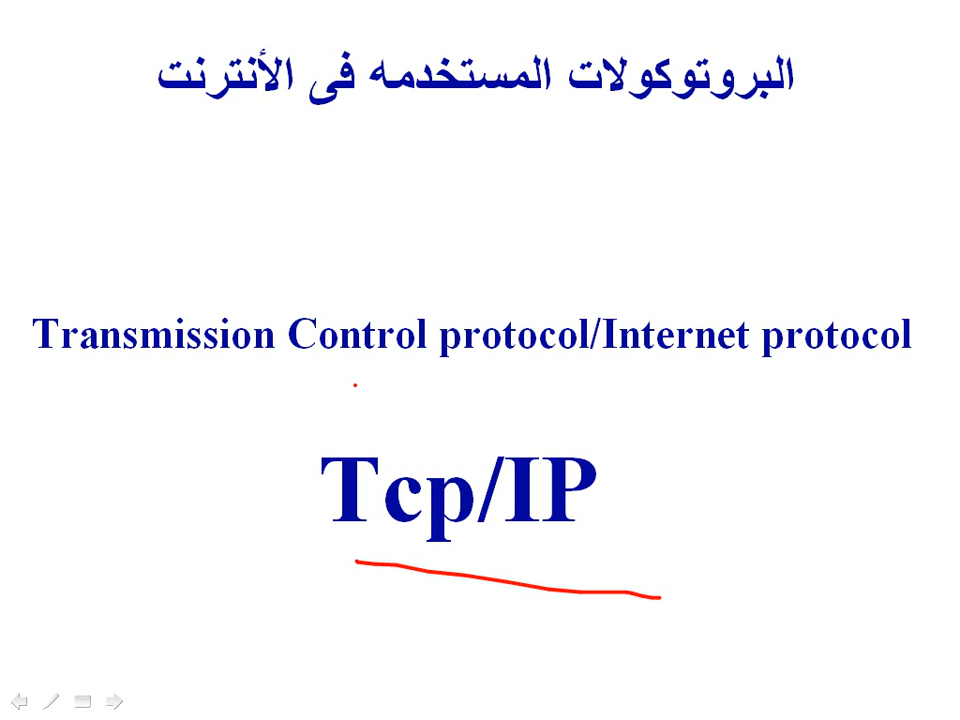 البروتوكولات المستخدمه فى الأنترنت
Transmission Control protocol/Internet protocol
Tcp/IP